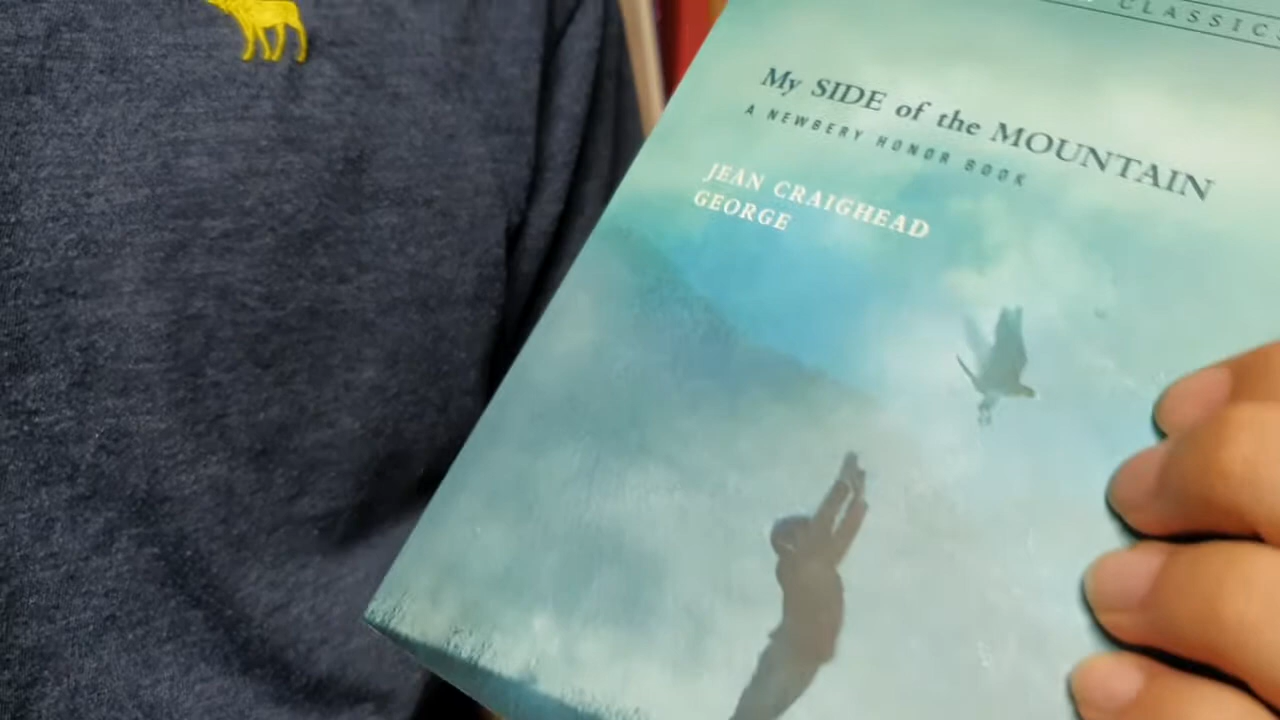 CLASSICS
My SIDE of the MOUNTAIN
A NEWBERY HONOR BOOK
JEAN CRAIGHEAD
GEORGE